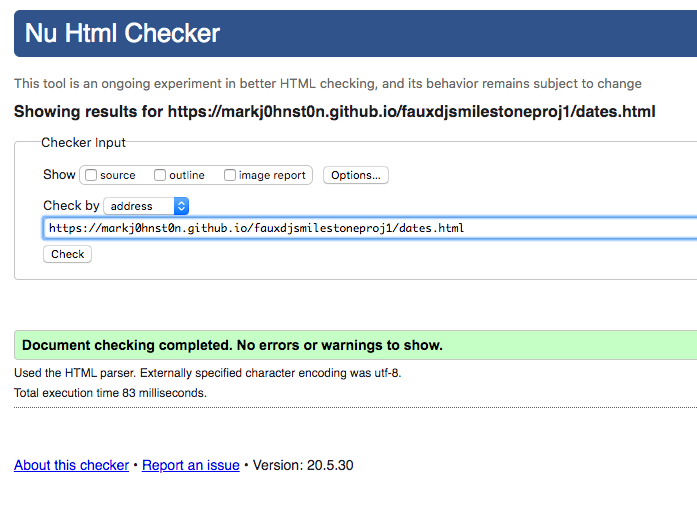 Nu Html Checker
This tool is an ongoing experiment in better HTML checking, and its behavior remains subject to change
Showing results for https://markj0hnst0n.github.io/fauxdjsmilestoneproj1/dates.html
Checker Input
Show source outline image report Options...
Check by address
https://markj0hnst0n.github.io/fauxdjsmilestoneproj1/dates.html
Check
Document checking completed. No errors or warnings to show.
Used the HTML parser. Externally specified character encoding was utf-8.
Total execution time 83 milliseconds.
About this checker • Report an issue • Version: 20.5.30